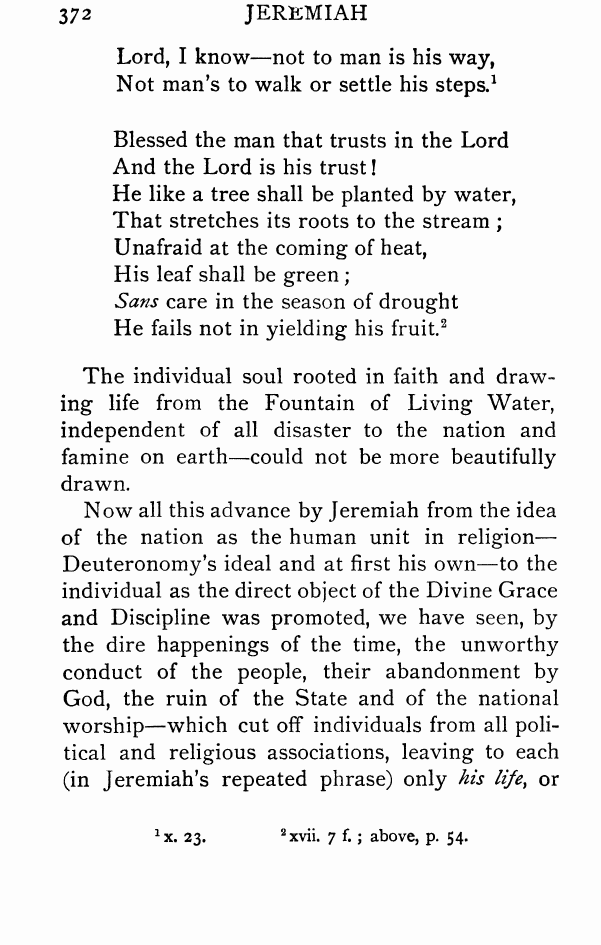 372 JEREMIAH
Lord, I know—not to man is his way,
Not man's to walk or settle his steps.¹
Blessed the man that trusts in the Lord
And the Lord is his trust!
He like a tree shall be planted by water,
That stretches its roots to the stream ;
Unafraid at the coming of heat,
His leaf shall be green ;
Sans care in the season of drought
He fails not in yielding his fruit.²
The individual soul rooted in faith and draw-
ing life from the Fountain of Living Water,
independent of all disaster to the nation and
famine on earth—could not be more beautifully
drawn.
Now all this advance by Jeremiah from the idea
of the nation as the human unit in religion—
Deuteronomy's ideal and at first his own—to the
individual as the direct object of the Divine Grace
and Discipline was promoted, we have seen, by
the dire happenings of the time, the unworthy
conduct of the people, their abandonment by
God, the ruin of the State and of the national
worship—which cut off individuals from all poli-
tical and religious associations, leaving to each
(in Jeremiah's repeated phrase) only his life, or
¹ x. 23. ² xvii. 7 f. ; above, p. 54.